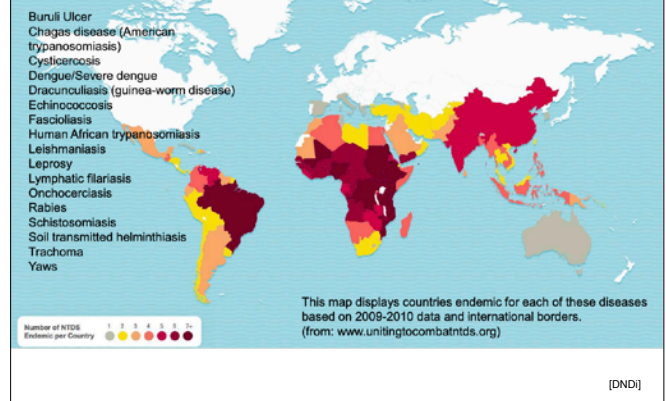 Buruli Ulcer
Chagas disease (American
trypanosomiasis)
Cysticercosis
Dengue/Severe dengue
Dracunculiasis (guinea-worm disease)
Echinococcosis
Fascioliasis
Human African trypanosomiasis
Leishmaniasis
Leprosy
Lymphatic filariasis
Onchocerciasis
Rabies
Schistosomiasis
Soil transmitted helminthiasis
Trachoma
Yaws
This map displays countries endemic for each of these diseases
based on 2009-2010 data and international borders.
(from: www.unitingtocombatntds.org)
Number of NTDS
Endemic per Country
1 2 3 4 5 6 7+
[DNDi]